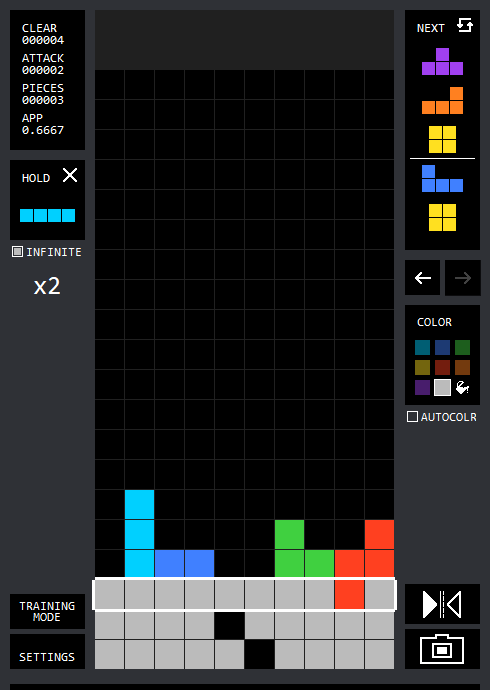 CLEAR
000004
ATTACK
000002
PIECES
000003
APP
0.6667
HOLD
INFINITE
x2
TRAINING
MODE
SETTINGS
NEXT
COLOR
AUTOCOLR